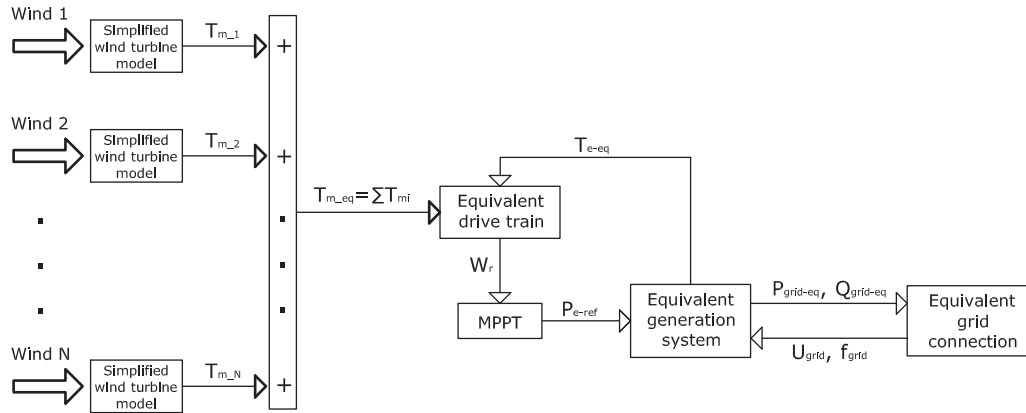 Wind 1
Simplified
wind turbine
model
T_m_1
+
Wind 2
Simplified
wind turbine
model
T_m_2
+
T_m_eq=∑T_mi
T_e-eq
Equivalent
drive train
W_r
MPPT
P_e-ref
Equivalent
generation
system
P_grid-eq, Q_grid-eq
U_grid, f_grid
Equivalent
grid
connection
Wind N
Simplified
wind turbine
model
T_m_N
+